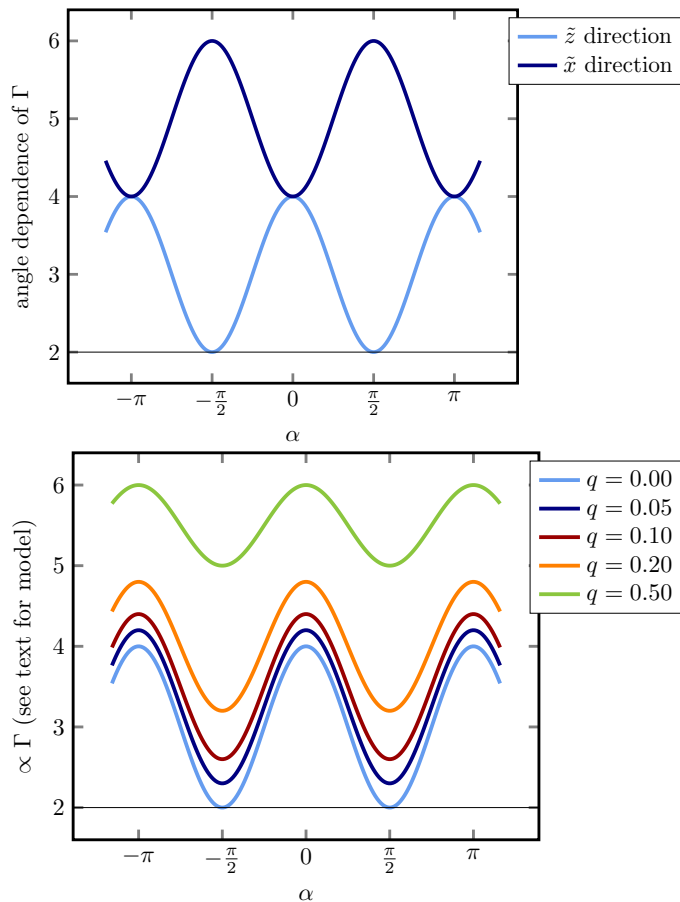 angle dependence of Γ
6
5
4
3
2
−π
−π/2
0
π/2
π
α
z̃ direction
x̃ direction
∝ Γ (see text for model)
6
5
4
3
2
−π
−π/2
0
π/2
π
α
q = 0.00
q = 0.05
q = 0.10
q = 0.20
q = 0.50